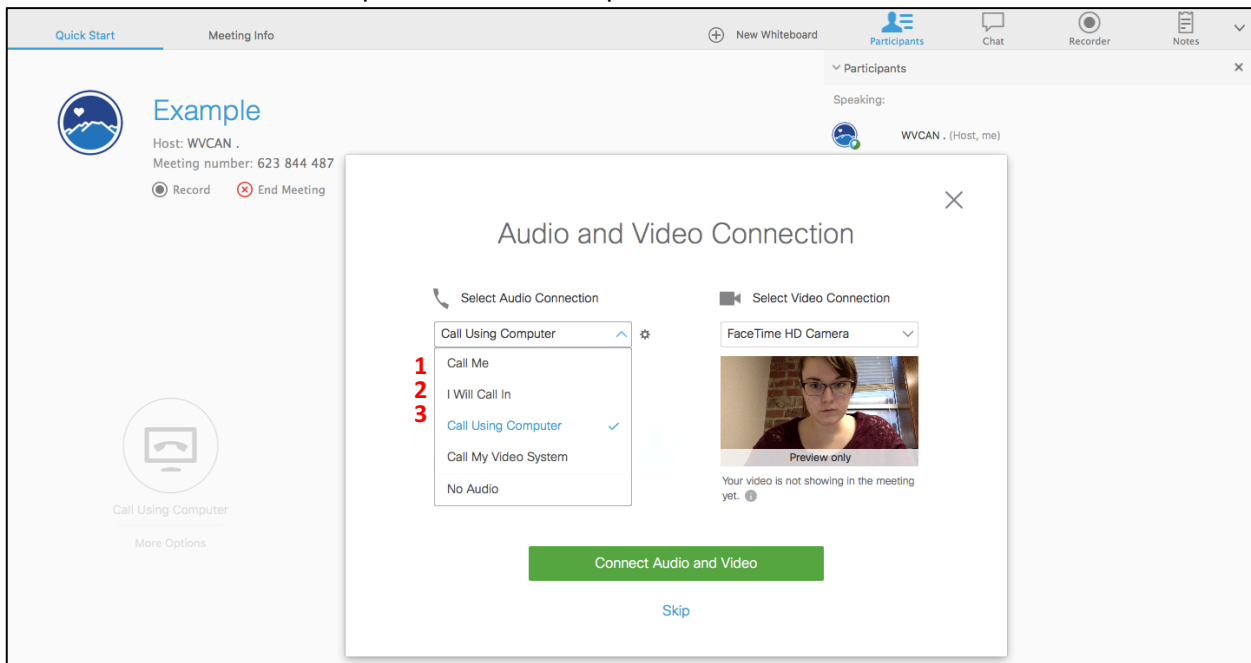 Quick Start
Meeting Info
New Whiteboard
Participants
Chat
Recorder
Notes
Participants
Speaking:
WVCAN . (Host, me)
Example
Host: WVCAN .
Meeting number: 623 844 487
Record
End Meeting
Audio and Video Connection
Select Audio Connection
Select Video Connection
Call Using Computer
FaceTime HD Camera
1 Call Me
2 I Will Call In
3 Call Using Computer
Call My Video System
No Audio
Preview only
Your video is not showing in the meeting
yet.
Call Using Computer
More Options
Connect Audio and Video
Skip